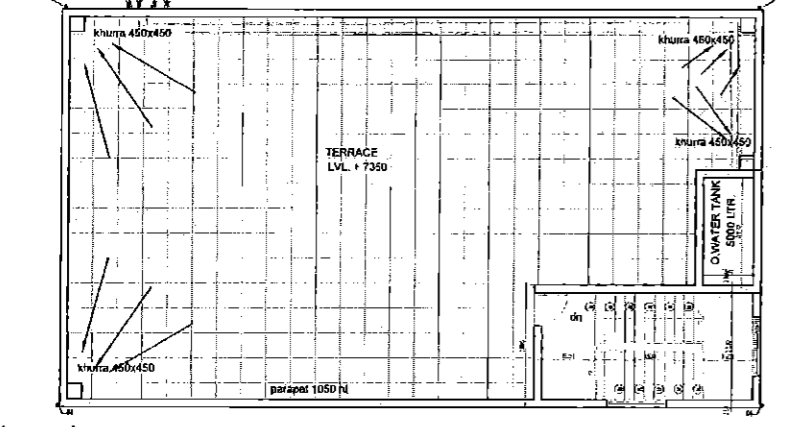 khurra 450x450
khurra 450x450
khurra 450x450
TERRACE
LVL. + 7350
O.WATER TANK
5000 LTR.
dn
khurra 450x450
parapet 1050 ht